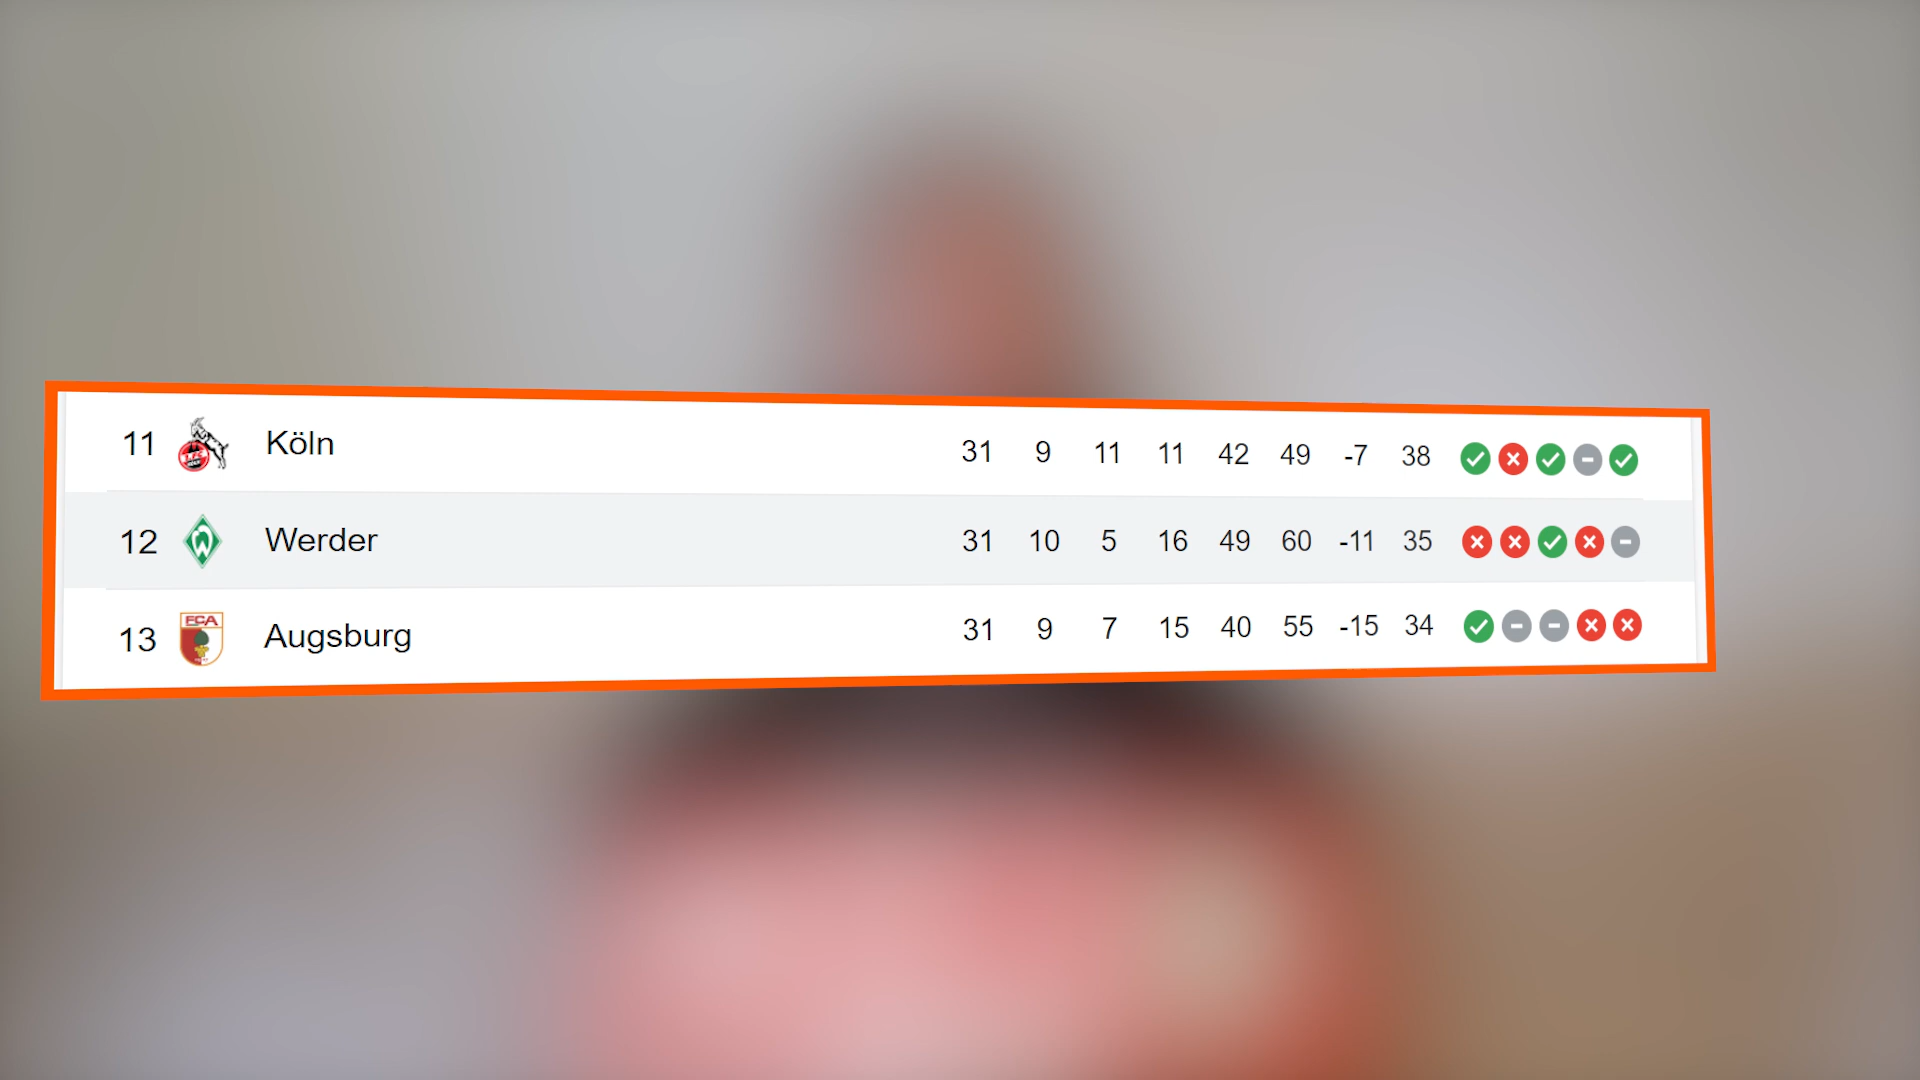 11 Köln 31 9 11 11 42 49 -7 38
12 Werder 31 10 5 16 49 60 -11 35
13 FCA Augsburg 31 9 7 15 40 55 -15 34